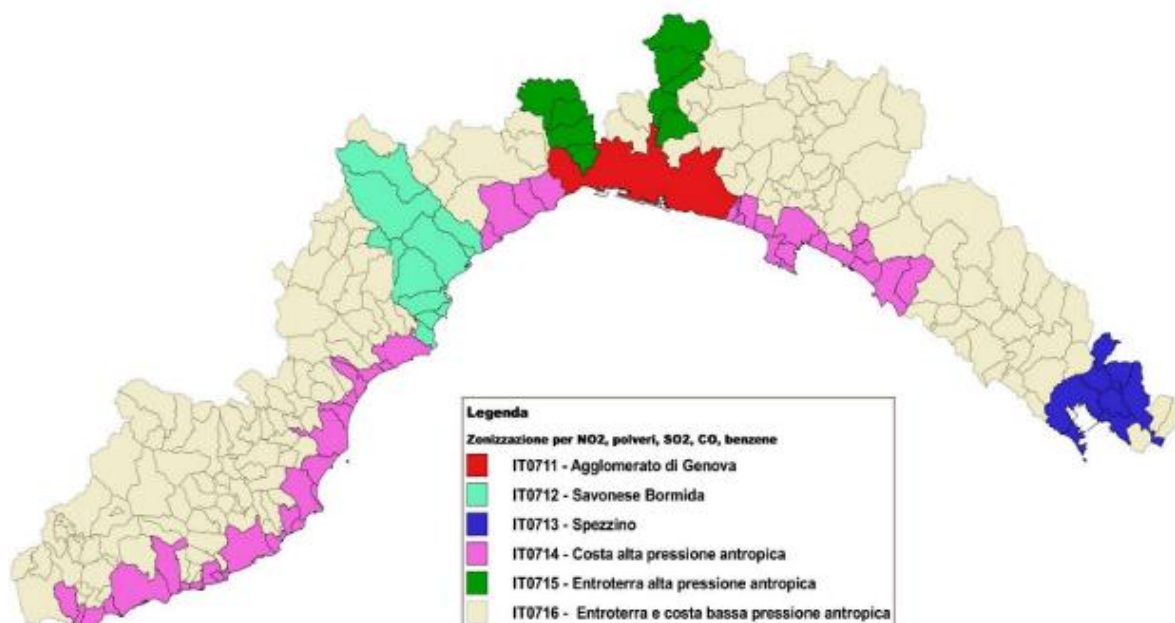 Legenda
Zonizzazione per NO2, polveri, SO2, CO, benzene
IT0711 - Agglomerato di Genova
IT0712 - Savonese Bormida
IT0713 - Spezzino
IT0714 - Costa alta pressione antropica
IT0715 - Entroterra alta pressione antropica
IT0716 - Entroterra e costa bassa pressione antropica